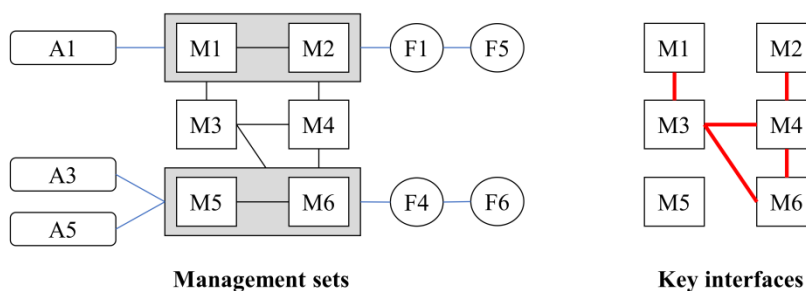 A1 M1 M2 F1 F5 M1 M2
M3 M4 M3 M4
A3
A5 M5 M6 F4 F6 M5 M6
Management sets Key interfaces